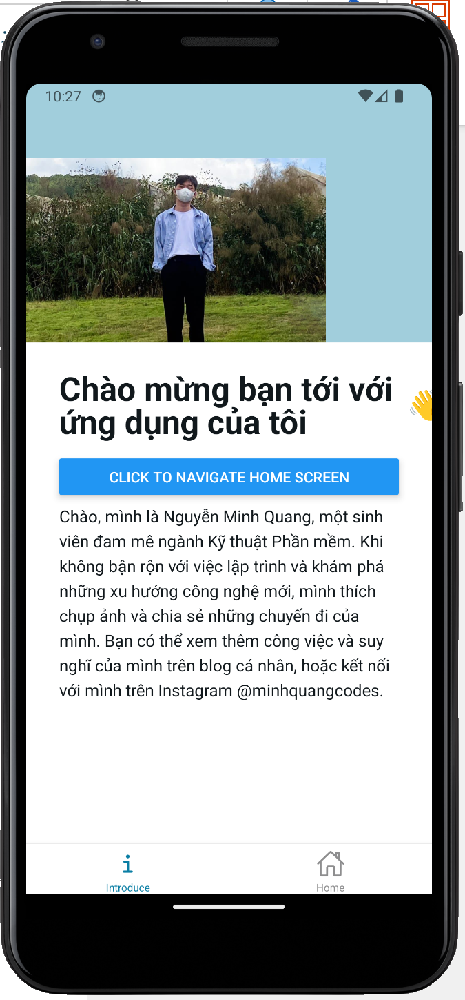 10:27
Chào mừng bạn tới với
ứng dụng của tôi
CLICK TO NAVIGATE HOME SCREEN
Chào, mình là Nguyễn Minh Quang, một sinh
viên đam mê ngành Kỹ thuật Phần mềm. Khi
không bận rộn với việc lập trình và khám phá
những xu hướng công nghệ mới, mình thích
chụp ảnh và chia sẻ những chuyến đi của
mình. Bạn có thể xem thêm công việc và suy
nghĩ của mình trên blog cá nhân, hoặc kết nối
với mình trên Instagram @minhquangcodes.
Introduce
Home